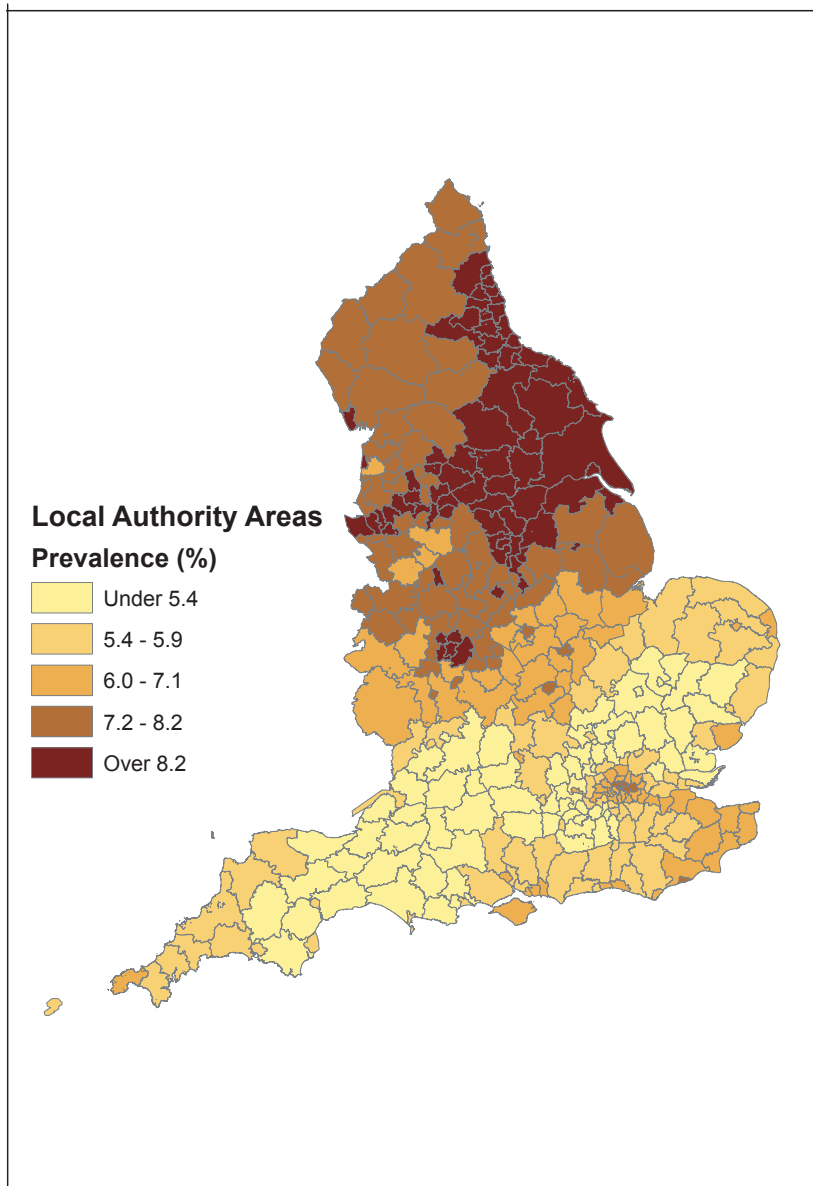 Local Authority Areas
Prevalence (%)
Under 5.4
5.4 - 5.9
6.0 - 7.1
7.2 - 8.2
Over 8.2